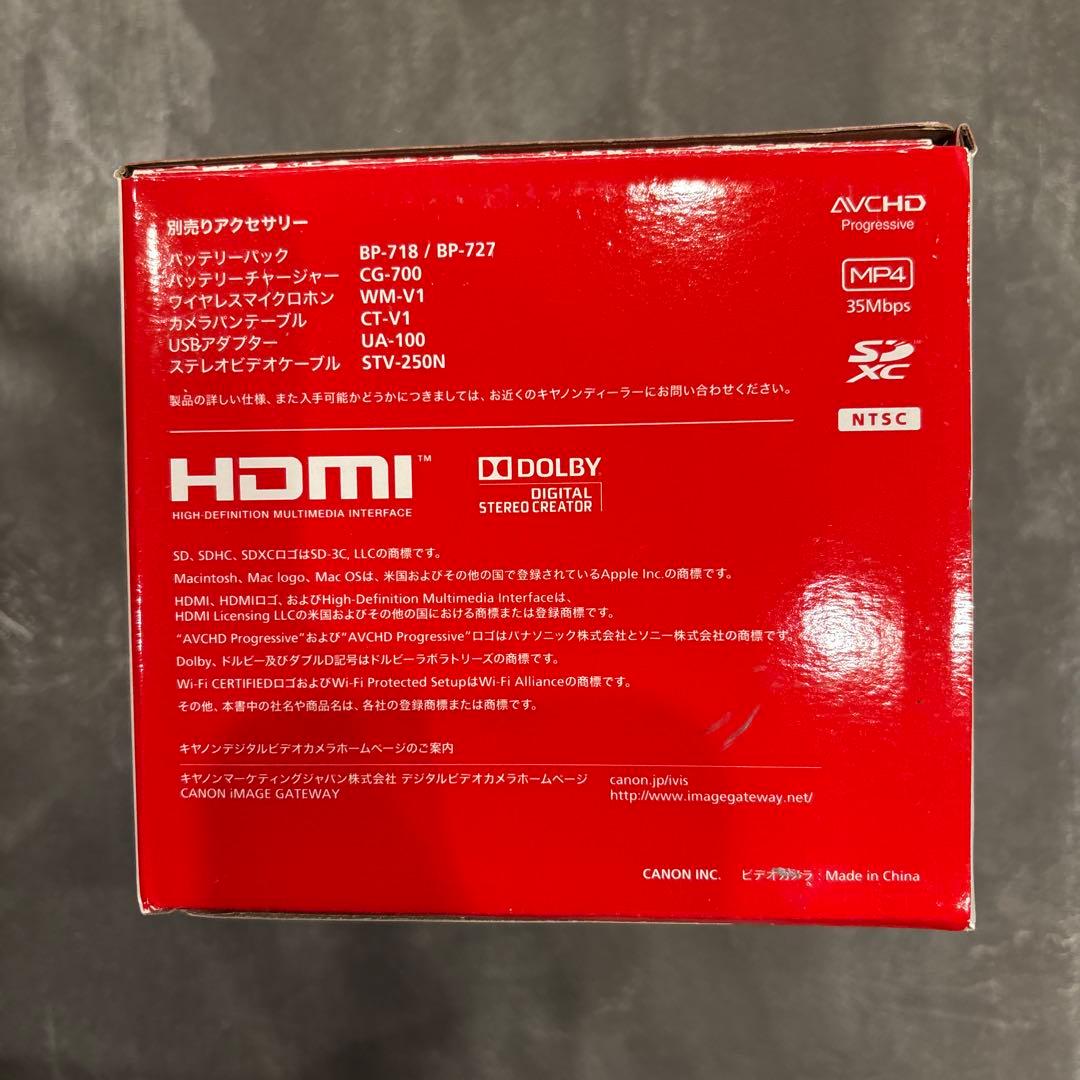 別売りアクセサリー
バッテリーパック BP-718 / BP-727
バッテリーチャージャー CG-700
ワイヤレスマイクロホン WM-V1
カメラパンテーブル CT-V1
USBアダプター UA-100
ステレオビデオケーブル STV-250N
製品の詳しい仕様、また入手可能かどうかにつきましては、お近くのキヤノンディーラーにお問い合わせください。
AVCHD
Progressive
MP4
35Mbps
SD XC™
NTSC
HDMI™
HIGH-DEFINITION MULTIMEDIA INTERFACE
DOLBY
DIGITAL
STEREO CREATOR
SD、SDHC、SDXCロゴはSD-3C, LLCの商標です。
Macintosh、Mac logo、Mac OSは、米国およびその他の国で登録されているApple Inc.の商標です。
HDMI、HDMIロゴ、およびHigh-Definition Multimedia Interfaceは、
HDMI Licensing LLCの米国およびその他の国における商標または登録商標です。
“AVCHD Progressive”および“AVCHD Progressive”ロゴはパナソニック株式会社とソニー株式会社の商標です。
Dolby、ドルビー及びダブルD記号はドルビーラボラトリーズの商標です。
Wi-Fi CERTIFIEDロゴおよびWi-Fi Protected SetupはWi-Fi Allianceの商標です。
その他、本書中の社名や商品名は、各社の登録商標または商標です。
キヤノンデジタルビデオカメラホームページのご案内
キヤノンマーケティングジャパン株式会社 デジタルビデオカメラホームページ canon.jp/ivis
CANON iMAGE GATEWAY http://www.imagegateway.net/
CANON INC. ビデオカメラ : Made in China